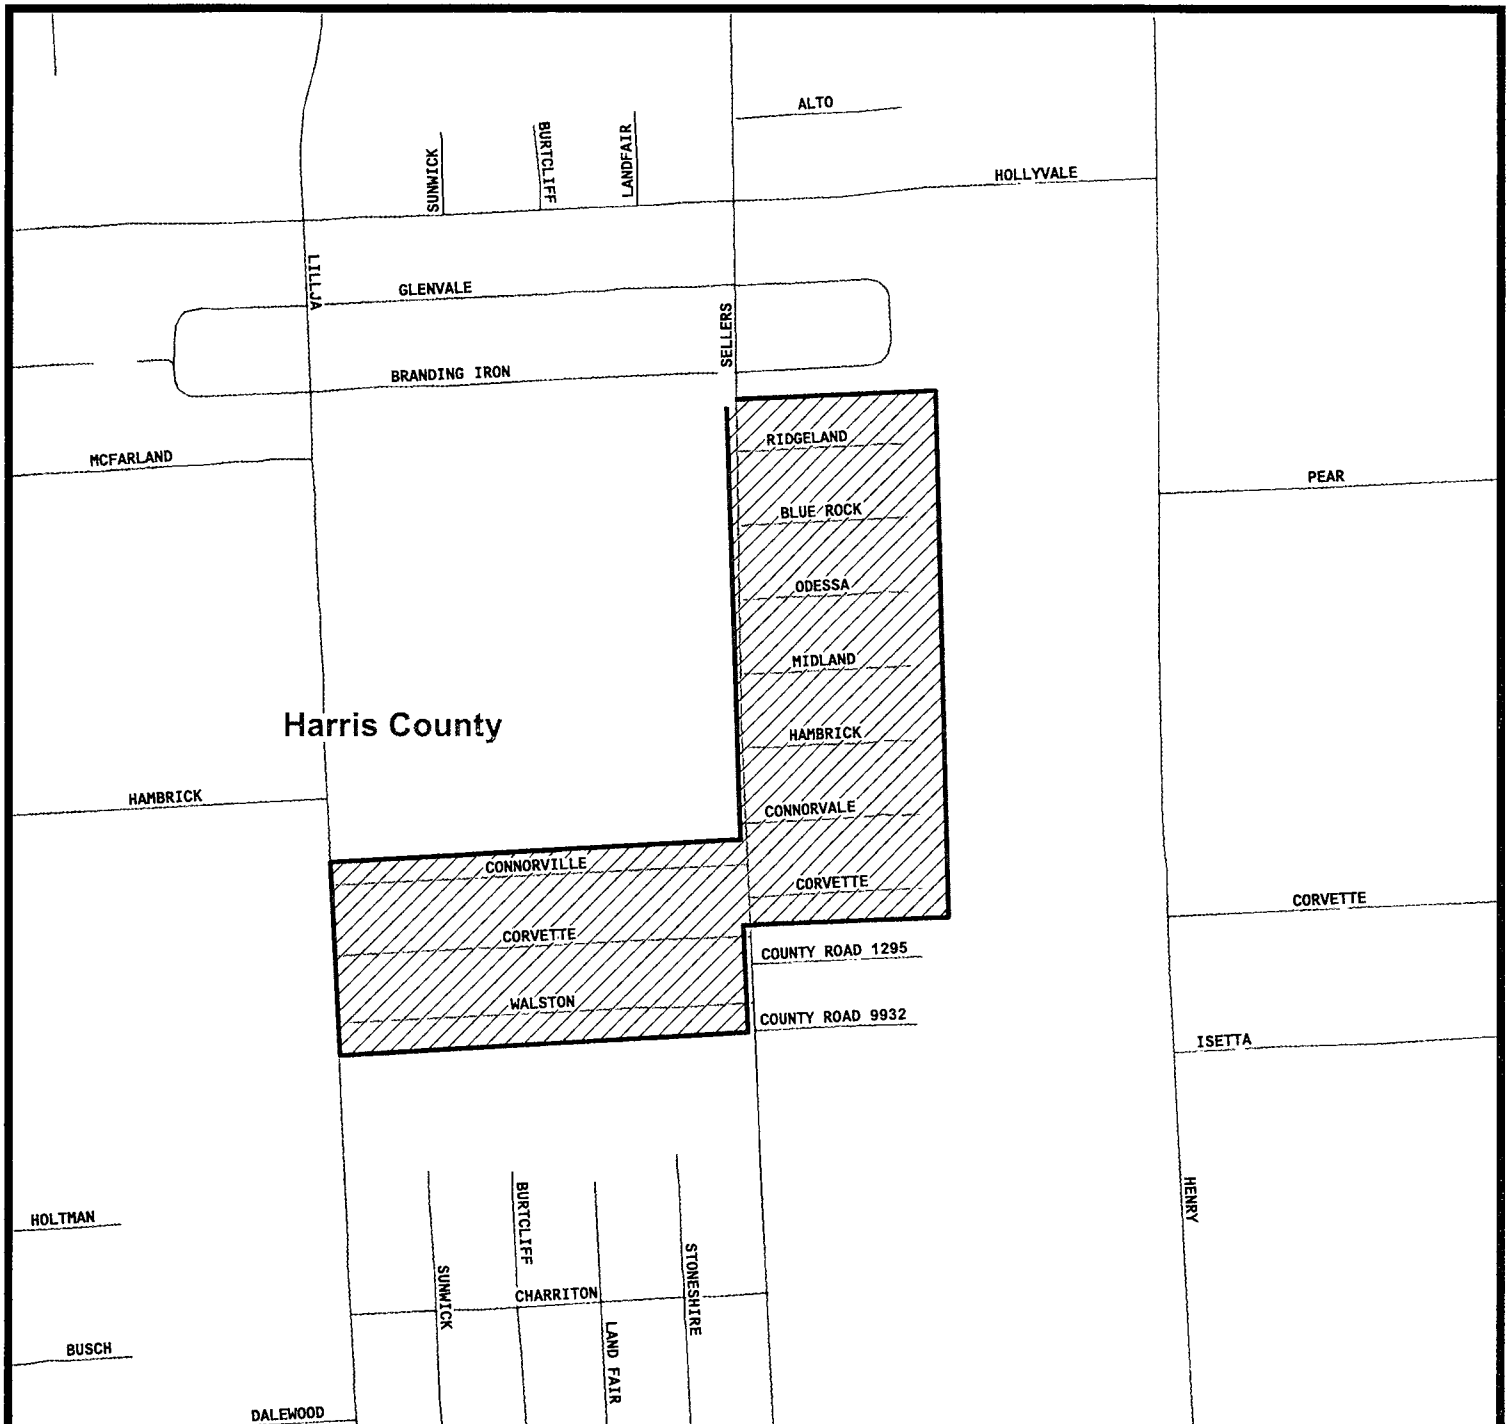 ALTO
SUNWICK
BURTCLIFF
LANDFAIR
HOLLYVALE
LILLJA
GLENVALE
SELLERS
BRANDING IRON
RIDGELAND
MCFARLAND
PEAR
BLUE ROCK
ODESSA
MIDLAND
Harris County
HAMBRICK
HAMBRICK
CONNORVALE
CONNORVILLE
CORVETTE
CORVETTE
CORVETTE
COUNTY ROAD 1295
WALSTON
COUNTY ROAD 9932
ISETTA
HENRY
HOLTMAN
BURTCLIFF
STONESHIRE
SUNWICK
CHARRITON
LAND FAIR
BUSCH
DALEWOOD